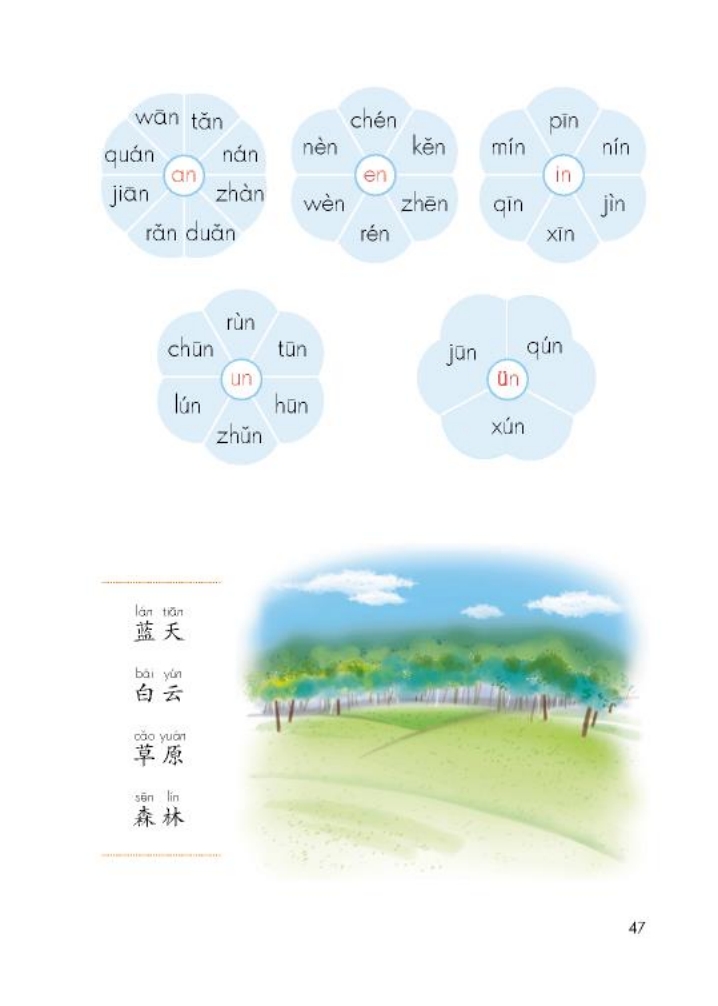 wān tǎn
quán nán
an
jiān zhàn
rǎn duǎn
chén
nèn kěn
en
wèn zhēn
rén
pīn
mín nín
in
qīn jìn
xīn
rùn
chūn tūn
un
lún hūn
zhǔn
jūn qún
ün
xún
lán tiān
蓝天
bái yún
白云
cǎo yuán
草原
sēn lín
森林
47